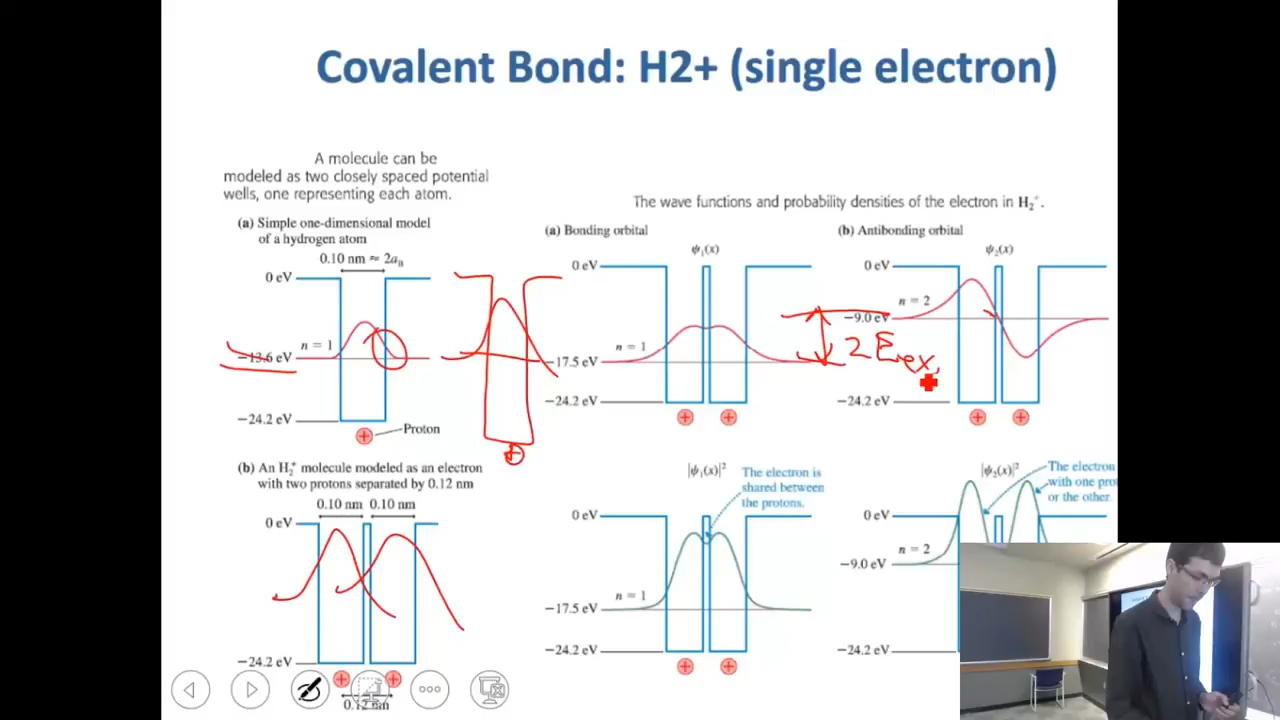 Covalent Bond: H2+ (single electron)
A molecule can be
modeled as two closely spaced potential
wells, one representing each atom.
(a) Simple one-dimensional model
of a hydrogen atom
0.10 nm ≈ 2aB
0 eV
n = 1
−13.6 eV
−24.2 eV
+
Proton
+
(b) An H2+ molecule modeled as an electron
with two protons separated by 0.12 nm
0.10 nm 0.10 nm
0 eV
−24.2 eV
+ +
0.12 nm
The wave functions and probability densities of the electron in H2+.
(a) Bonding orbital
ψ1(x)
0 eV
n = 1
−17.5 eV
−24.2 eV
+ +
2 Eex,
|ψ1(x)|²
The electron is
shared between
the protons.
0 eV
n = 1
−17.5 eV
−24.2 eV
+ +
(b) Antibonding orbital
ψ2(x)
0 eV
n = 2
−9.0 eV
−24.2 eV
+ +
|ψ2(x)|²
The electron
with one pro
or the other.
0 eV
n = 2
−9.0 eV
−24.2 eV